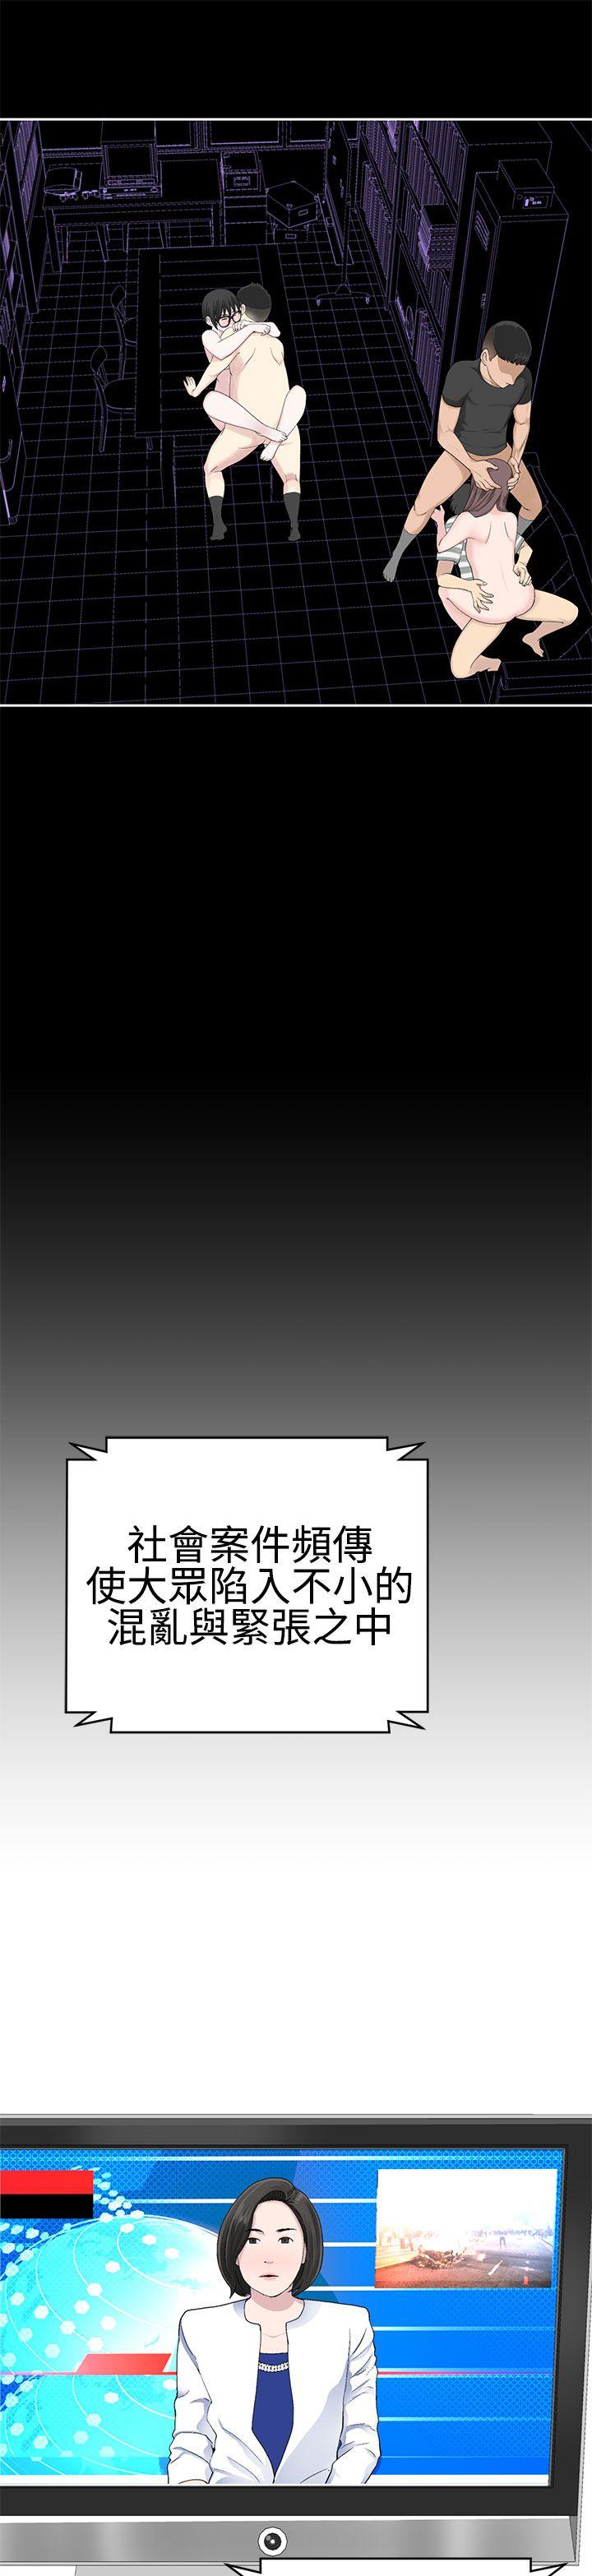 社會案件頻傳
使大眾陷入不小的
混亂與緊張之中